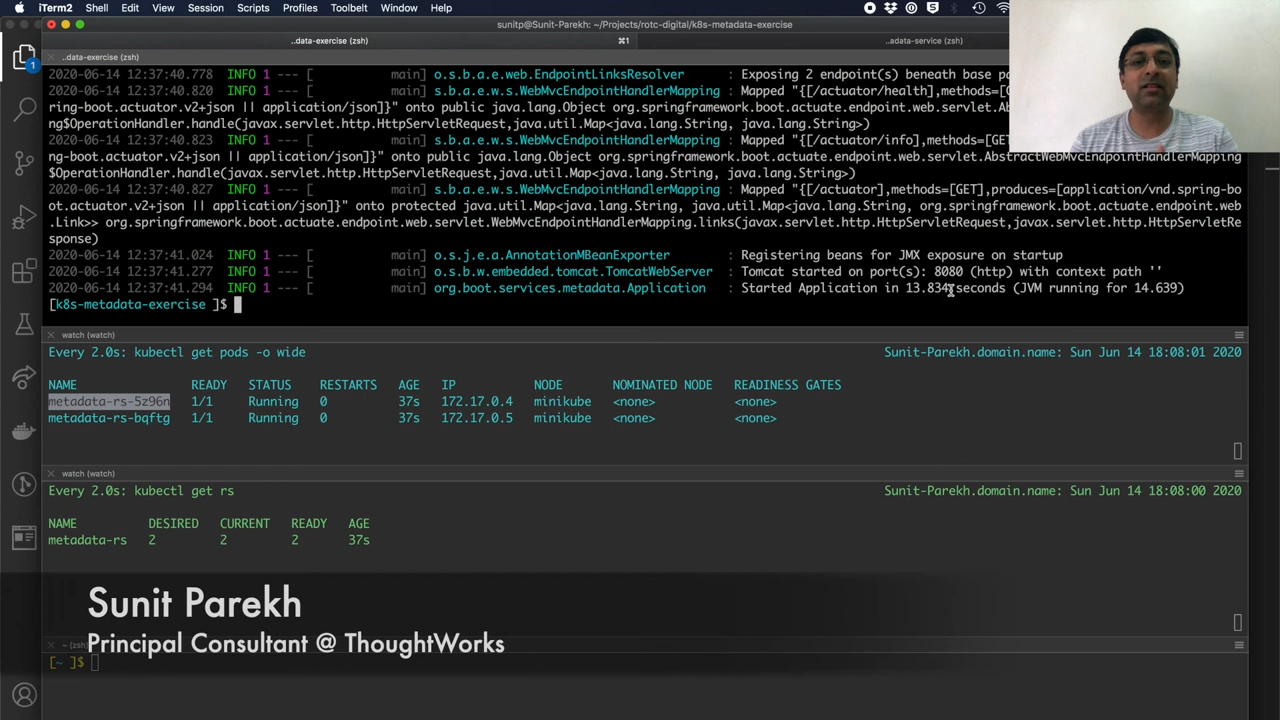 iTerm2 Shell Edit View Session Scripts Profiles Toolbelt Window Help
sunitp@Sunit-Parekh: ~/Projects/rotc-digital/k8s-metadata-exercise
..data-exercise (zsh) ⌘1 ..adata-service (zsh)
..data-exercise (zsh)
2020-06-14 12:37:40.778 INFO 1 --- [ main] o.s.b.a.e.web.EndpointLinksResolver : Exposing 2 endpoint(s) beneath base
2020-06-14 12:37:40.820 INFO 1 --- [ main] s.b.a.e.w.s.WebMvcEndpointHandlerMapping : Mapped "{[/actuator/health],methods=
ring-boot.actuator.v2+json || application/json]}" onto public java.lang.Object org.springframework.boot.actuate.endpoint.web.servlet.
ng$OperationHandler.handle(javax.servlet.http.HttpServletRequest,java.util.Map<java.lang.String, java.lang.String>)
2020-06-14 12:37:40.823 INFO 1 --- [ main] s.b.a.e.w.s.WebMvcEndpointHandlerMapping : Mapped "{[/actuator/info],methods=[GET
ng-boot.actuator.v2+json || application/json]}" onto public java.lang.Object org.springframework.boot.actuate.endpoint.web.servlet.AbstractWebMvcEndpointHandlerMapping
$OperationHandler.handle(javax.servlet.http.HttpServletRequest,java.util.Map<java.lang.String, java.lang.String>)
2020-06-14 12:37:40.827 INFO 1 --- [ main] s.b.a.e.w.s.WebMvcEndpointHandlerMapping : Mapped "{[/actuator],methods=[GET],produces=[application/vnd.spring-bo
ot.actuator.v2+json || application/json]}" onto protected java.util.Map<java.lang.String, java.util.Map<java.lang.String, org.springframework.boot.actuate.endpoint.web
.Link>> org.springframework.boot.actuate.endpoint.web.servlet.WebMvcEndpointHandlerMapping.links(javax.servlet.http.HttpServletRequest,javax.servlet.http.HttpServletRe
sponse)
2020-06-14 12:37:41.024 INFO 1 --- [ main] o.s.j.e.a.AnnotationMBeanExporter : Registering beans for JMX exposure on startup
2020-06-14 12:37:41.277 INFO 1 --- [ main] o.s.b.w.embedded.tomcat.TomcatWebServer : Tomcat started on port(s): 8080 (http) with context path ''
2020-06-14 12:37:41.294 INFO 1 --- [ main] org.boot.services.metadata.Application : Started Application in 13.834 seconds (JVM running for 14.639)
[k8s-metadata-exercise ]$
watch (watch)
Every 2.0s: kubectl get pods -o wide Sunit-Parekh.domain.name: Sun Jun 14 18:08:01 2020
NAME READY STATUS RESTARTS AGE IP NODE NOMINATED NODE READINESS GATES
metadata-rs-5z96n 1/1 Running 0 37s 172.17.0.4 minikube <none> <none>
metadata-rs-bqftg 1/1 Running 0 37s 172.17.0.5 minikube <none> <none>
watch (watch)
Every 2.0s: kubectl get rs Sunit-Parekh.domain.name: Sun Jun 14 18:08:00 2020
NAME DESIRED CURRENT READY AGE
metadata-rs 2 2 2 37s
Sunit Parekh
Principal Consultant @ ThoughtWorks
~ (zsh)
[~ ]$
1